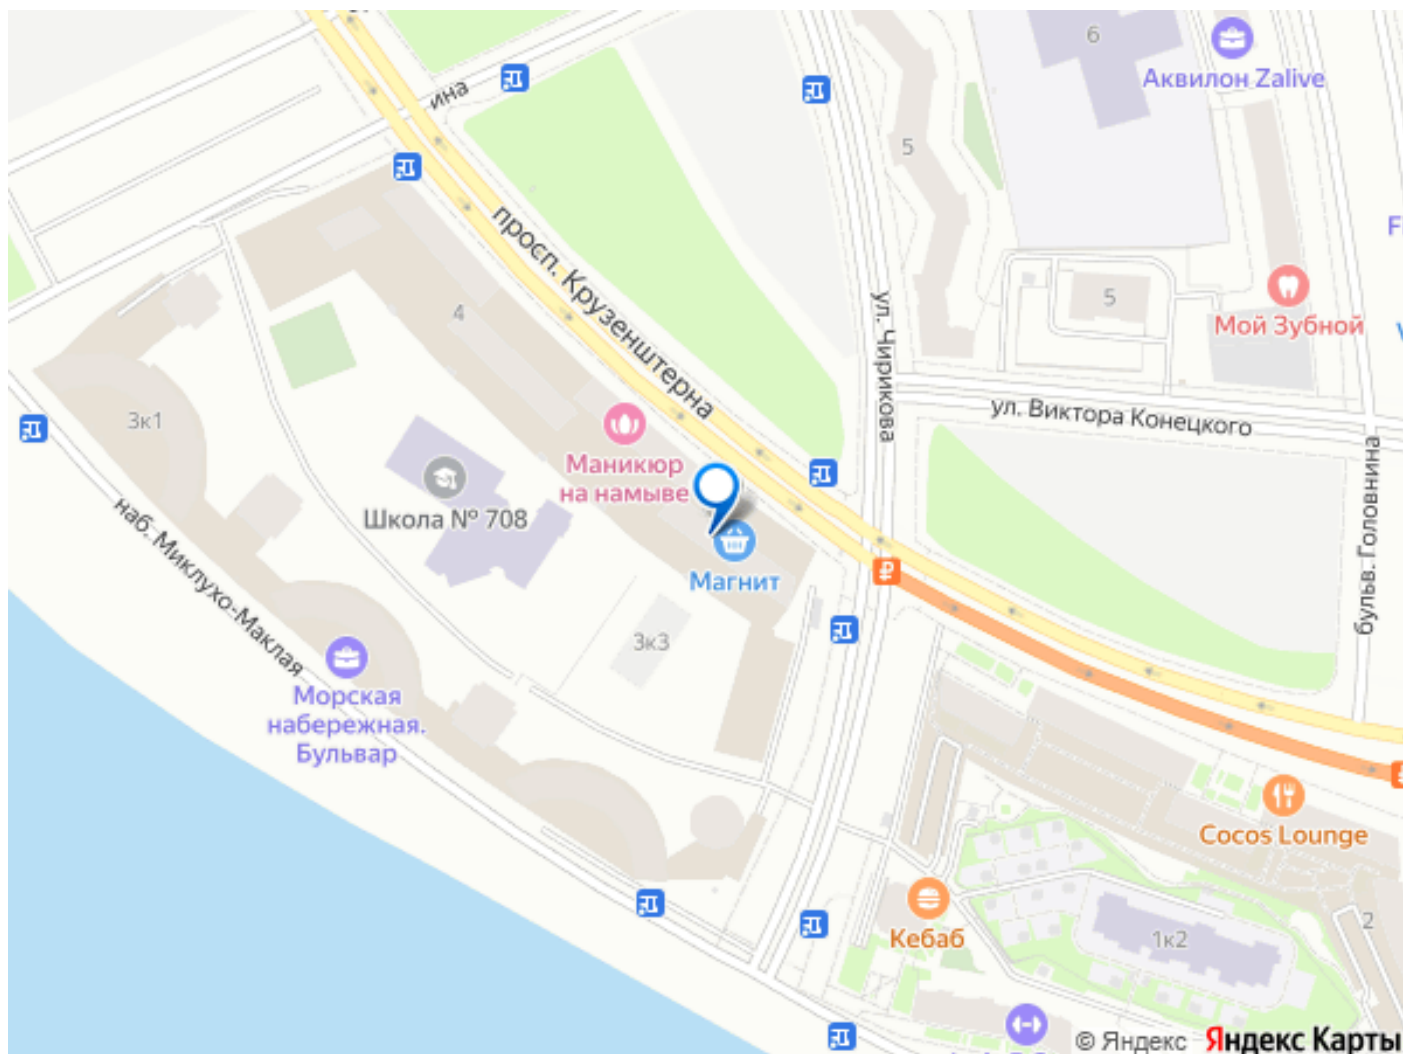 6
Аквилон Zalive
ина
5
просп. Крузенштерна
ул. Чирикова
5
Мой Зубной
4
3к1
ул. Виктора Конецкого
бульв. Головнина
Маникюр
на намыве
Школа № 708
наб. Миклухо-Маклая
Магнит
3к3
Морская
набережная.
Бульвар
Cocos Lounge
Кебаб
1к2
2
© Яндекс Яндекс Карты